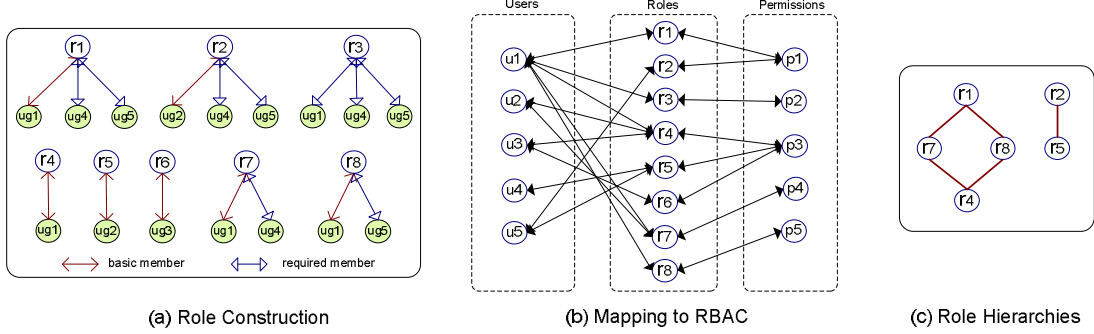 Users Roles Permissions
r1 r2 r3
ug1 ug4 ug5 ug2 ug4 ug5 ug1 ug4 ug5
r4 r5 r6 r7 r8
ug1 ug2 ug3 ug1 ug4 ug1 ug5
basic member required member
u1
u2
u3
u4
u5
r1
r2
r3
r4
r5
r6
r7
r8
p1
p2
p3
p4
p5
r1 r2
r7 r8 r5
r4
(a) Role Construction
(b) Mapping to RBAC
(c) Role Hierarchies